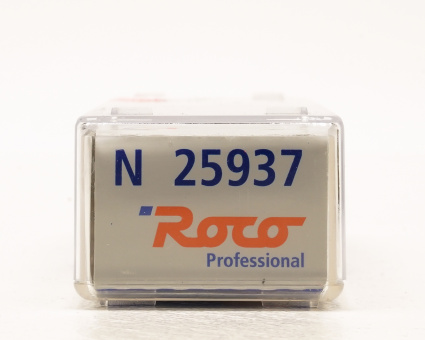 N 25937
Roco
Professional